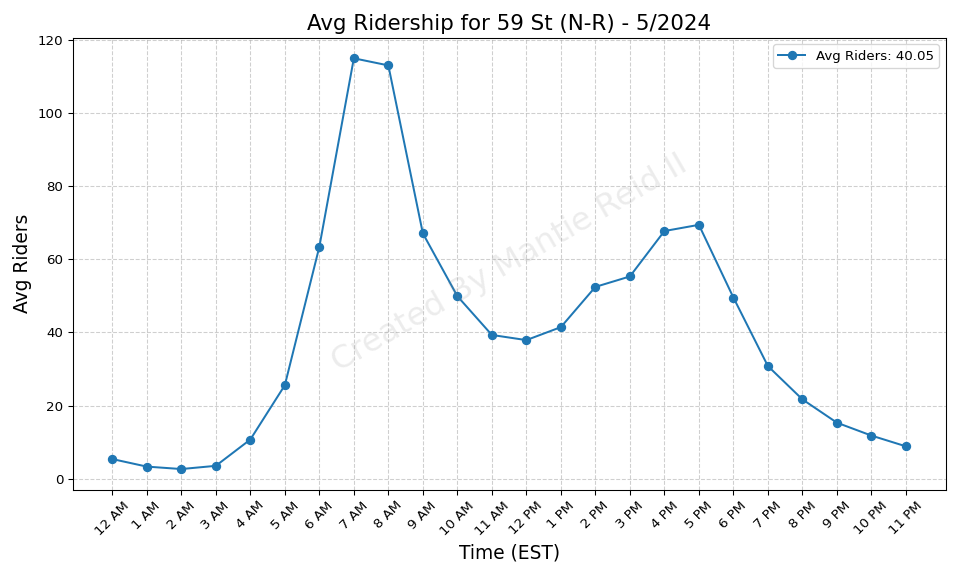 Avg Ridership for 59 St (N-R) - 5/2024
Avg Riders: 40.05
120
100
80
60
40
20
0
Avg Riders
Created By Mantie Reid II
12 AM
1 AM
2 AM
3 AM
4 AM
5 AM
6 AM
7 AM
8 AM
9 AM
10 AM
11 AM
12 PM
1 PM
2 PM
3 PM
4 PM
5 PM
6 PM
7 PM
8 PM
9 PM
10 PM
11 PM
Time (EST)